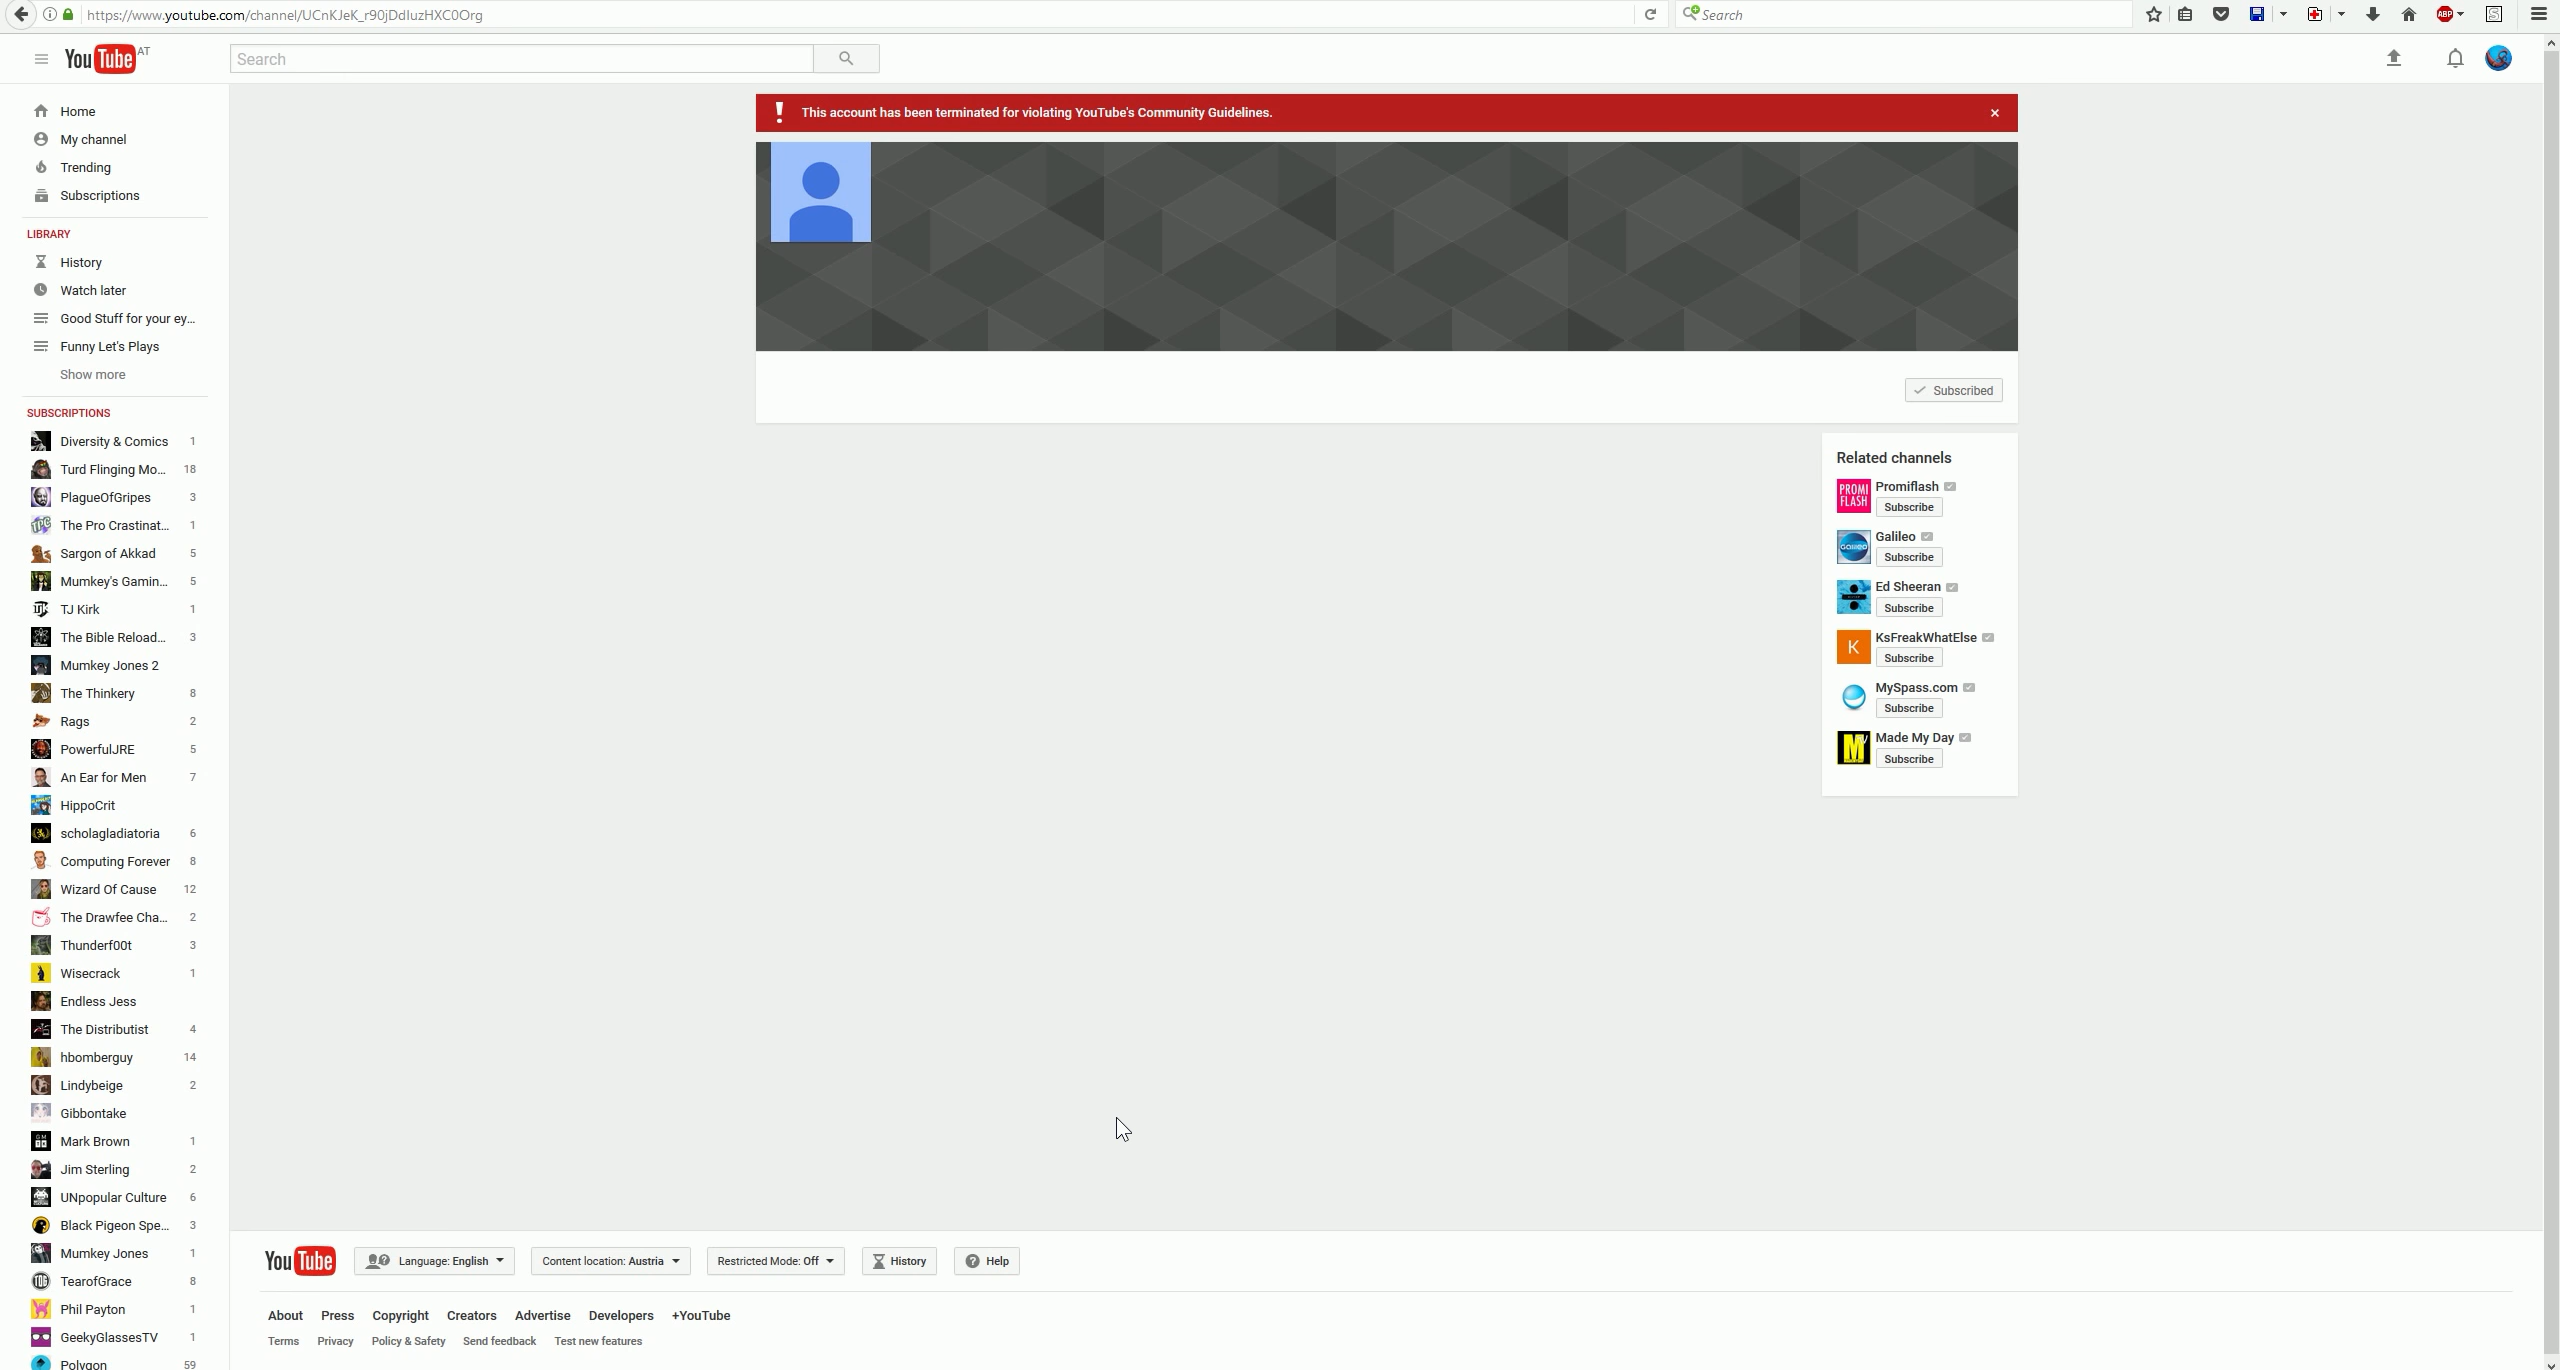 https://www.youtube.com/channel/UCnKJeK_r90jDdIuzHXC0Org
Search
ABP
S
YouTube AT
Search
Home
My channel
Trending
Subscriptions
LIBRARY
History
Watch later
Good Stuff for your ey...
Funny Let's Plays
Show more
SUBSCRIPTIONS
Diversity & Comics 1
Turd Flinging Mo... 18
PlagueOfGripes 3
The Pro Crastinat... 1
Sargon of Akkad 5
Mumkey's Gamin... 5
TJ Kirk 1
The Bible Reload... 3
Mumkey Jones 2
The Thinkery 8
Rags 2
PowerfulJRE 5
An Ear for Men 7
HippoCrit
scholagladiatoria 6
Computing Forever 8
Wizard Of Cause 12
The Drawfee Cha... 2
Thunderf00t 3
Wisecrack 1
Endless Jess
The Distributist 4
hbomberguy 14
Lindybeige 2
Gibbontake
Mark Brown 1
Jim Sterling 2
UNpopular Culture 6
Black Pigeon Spe... 3
Mumkey Jones 1
TearofGrace 8
Phil Payton 1
GeekyGlassesTV 1
Polygon 59
This account has been terminated for violating YouTube's Community Guidelines.
Subscribed
Related channels
PROMI FLASH
Promiflash
Subscribe
Galileo
Galileo
Subscribe
Ed Sheeran
Subscribe
K
KsFreakWhatElse
Subscribe
MySpass.com
Subscribe
M
Made My Day
Subscribe
YouTube Language: English Content location: Austria Restricted Mode: Off History Help
About Press Copyright Creators Advertise Developers +YouTube
Terms Privacy Policy & Safety Send feedback Test new features